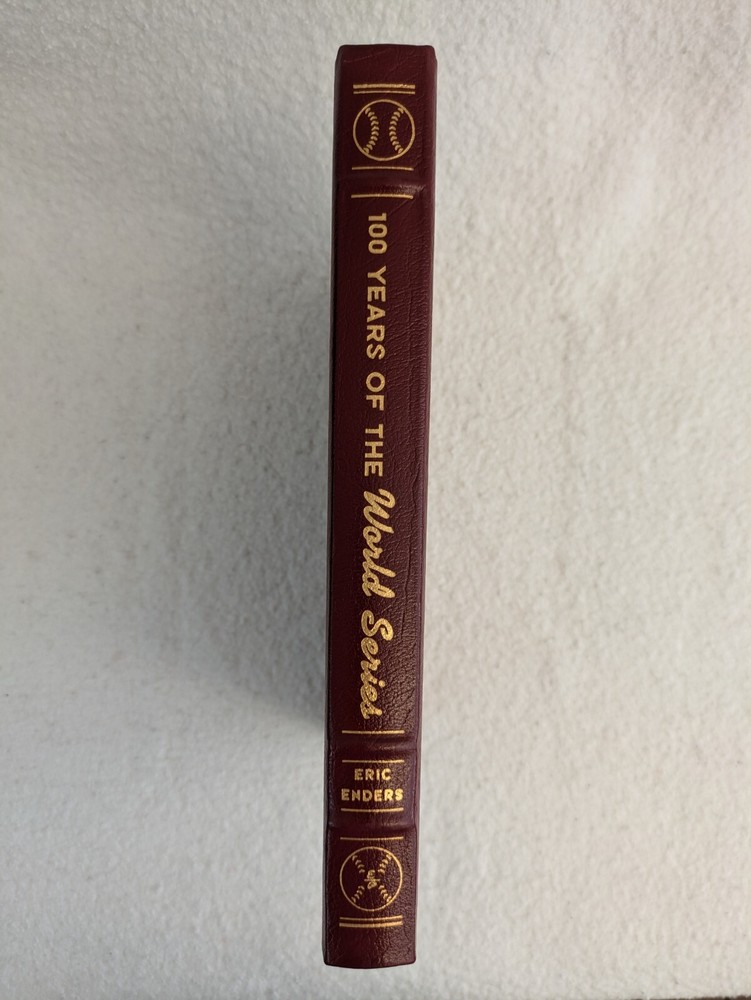 100 YEARS OF THE World Series
ERIC
ENDERS